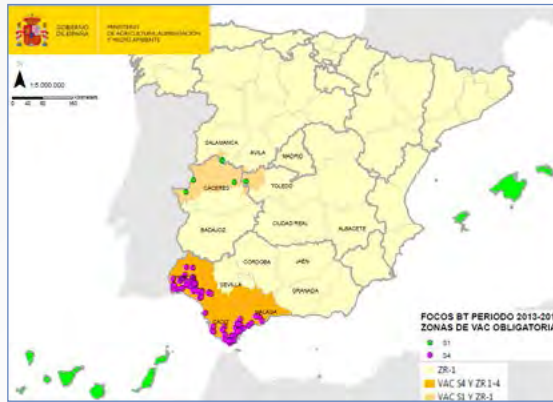 GOBIERNO
DE ESPAÑA
MINISTERIO
DE AGRICULTURA, ALIMENTACIÓN
Y MEDIO AMBIENTE
1:5.000.000
SALAMANCA
AVILA
MADRID
CACERES
TOLEDO
BADAJOZ
CIUDAD REAL
ALBACETE
CORDOBA
JAÉN
SEVILLA
GRANADA
MALAGA
CADIZ
FOCOS BT PERIODO 2013-201
ZONAS DE VAC OBLIGATORIA
S1
S4
ZR-1
VAC S4 Y ZR 1-4
VAC S1 Y ZR-1